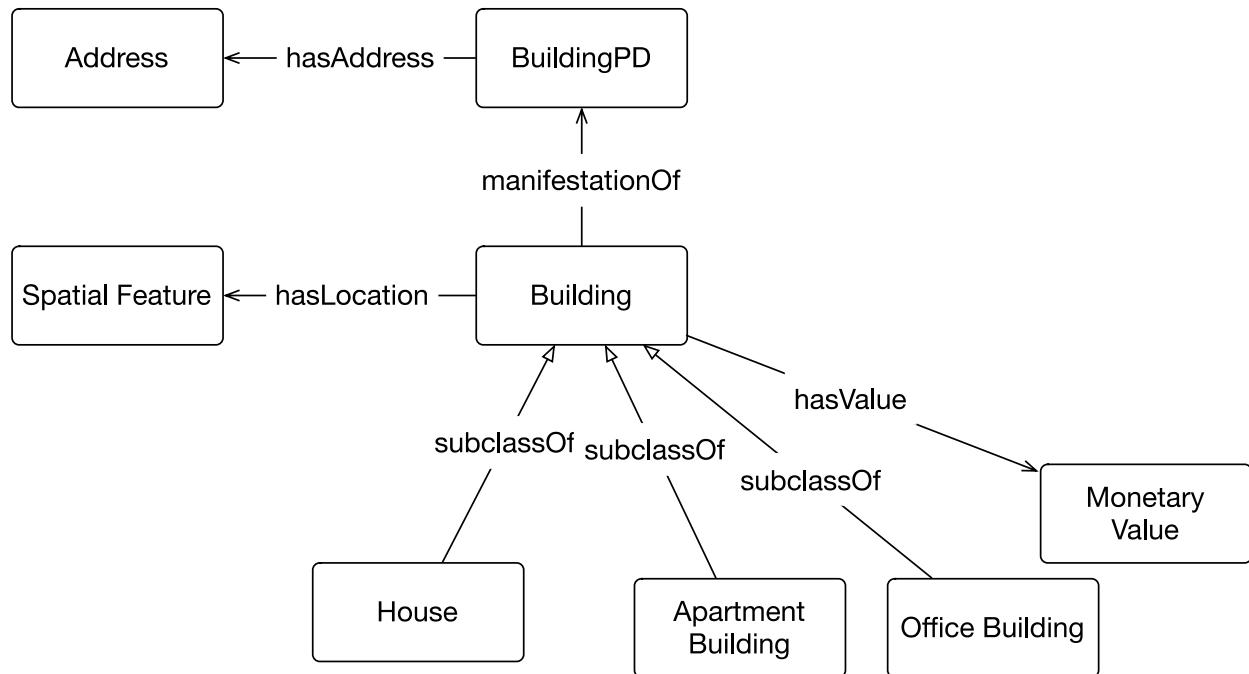 Address
hasAddress
BuildingPD
manifestationOf
Spatial Feature
hasLocation
Building
hasValue
subclassOf
subclassOf
subclassOf
Monetary
Value
House
Apartment
Building
Office Building